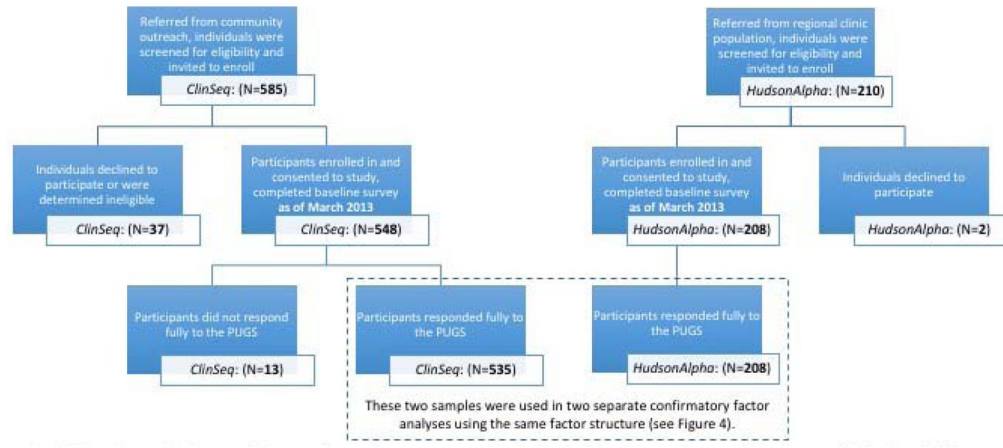 Referred from community
outreach, individuals were
screened for eligibility and
invited to enroll
ClinSeq: (N=585)
Referred from regional clinic
population, individuals were
screened for eligibility and
invited to enroll
HudsonAlpha: (N=210)
Individuals declined to
participate or were
determined ineligible
ClinSeq: (N=37)
Participants enrolled in and
consented to study,
completed baseline survey
as of March 2013
ClinSeq: (N=548)
Participants enrolled in and
consented to study,
completed baseline survey
as of March 2013
HudsonAlpha: (N=208)
Individuals declined to
participate
HudsonAlpha: (N=2)
Participants did not respond
fully to the PUGS
ClinSeq: (N=13)
Participants responded fully to
the PUGS
ClinSeq: (N=535)
Participants responded fully to
the PUGS
HudsonAlpha: (N=208)
These two samples were used in two separate confirmatory factor
analyses using the same factor structure (see Figure 4).